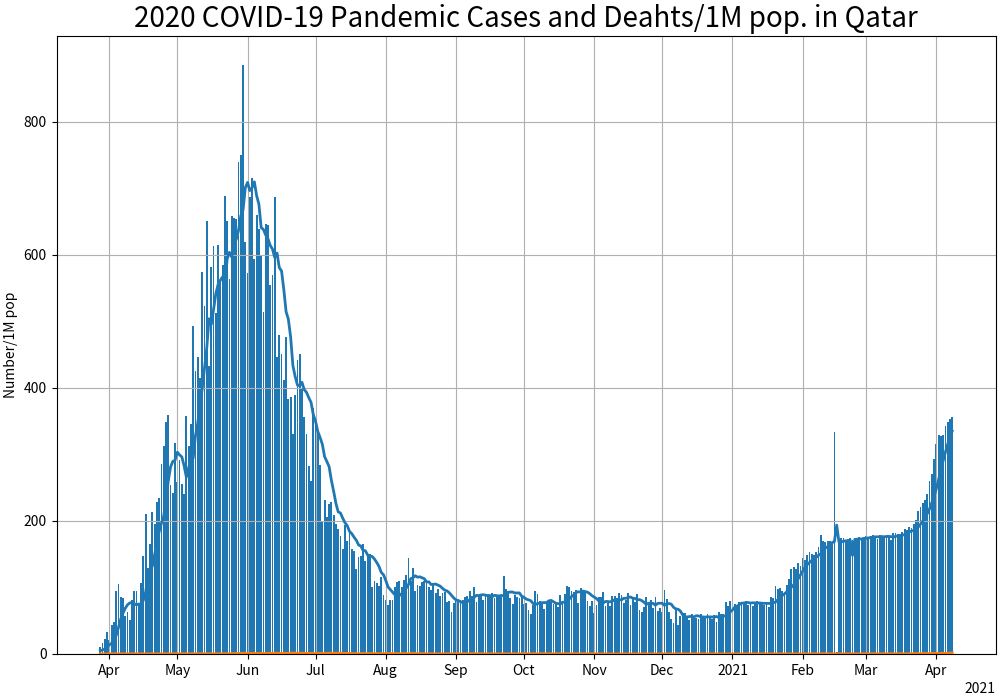 2020 COVID-19 Pandemic Cases and Deahts/1M pop. in Qatar
Number/1M pop
800
600
400
200
0
Apr May Jun Jul Aug Sep Oct Nov Dec 2021 Feb Mar Apr
2021